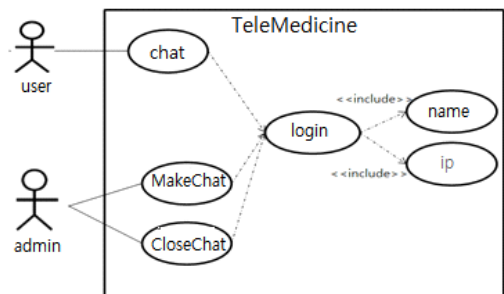 TeleMedicine
chat
user
<<include>>
name
login
ip
<<include>>
MakeChat
admin
CloseChat